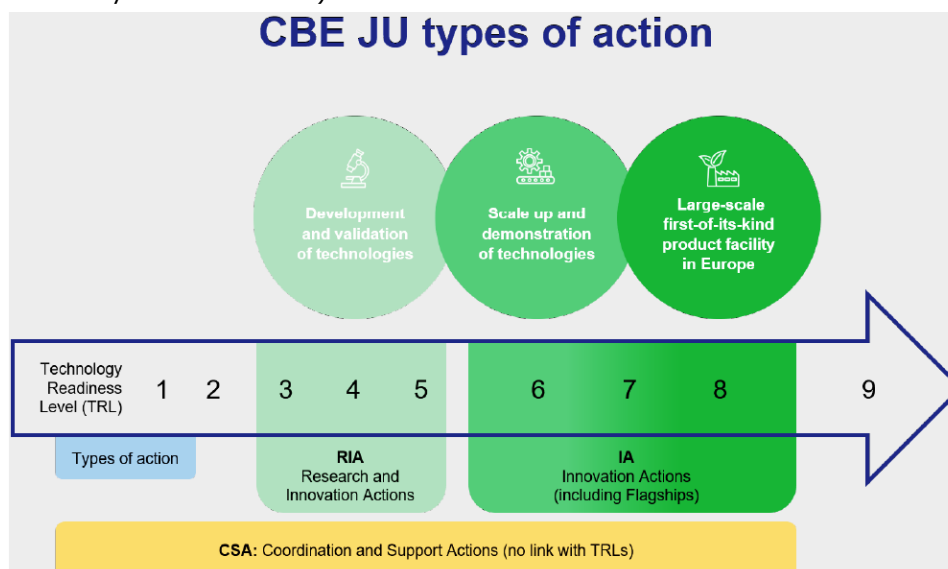 CBE JU types of action
Development
and validation
of technologies
Scale up and
demonstration
of technologies
Large-scale
first-of-its-kind
product facility
in Europe
Technology
Readiness
Level (TRL)
1 2 3 4 5 6 7 8 9
Types of action
RIA
Research and
Innovation Actions
IA
Innovation Actions
(including Flagships)
CSA: Coordination and Support Actions (no link with TRLs)